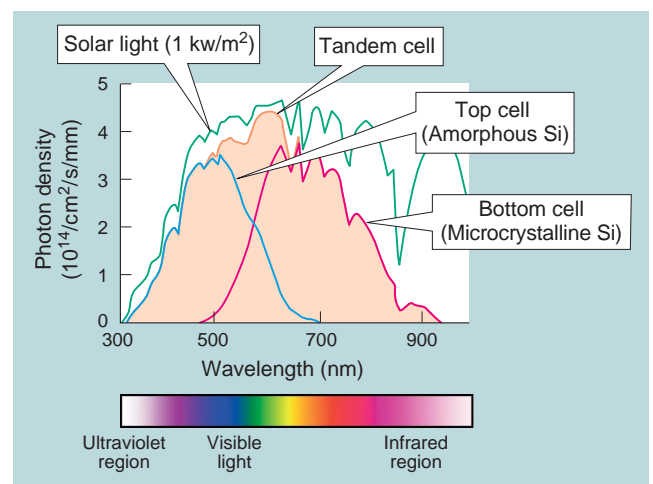 Solar light (1 kw/m²)
Tandem cell
Top cell
(Amorphous Si)
Bottom cell
(Microcrystalline Si)
Photon density
(10¹⁴/cm²/s/mm)
5
4
3
2
1
0
300
500
700
900
Wavelength (nm)
Ultraviolet
region
Visible
light
Infrared
region